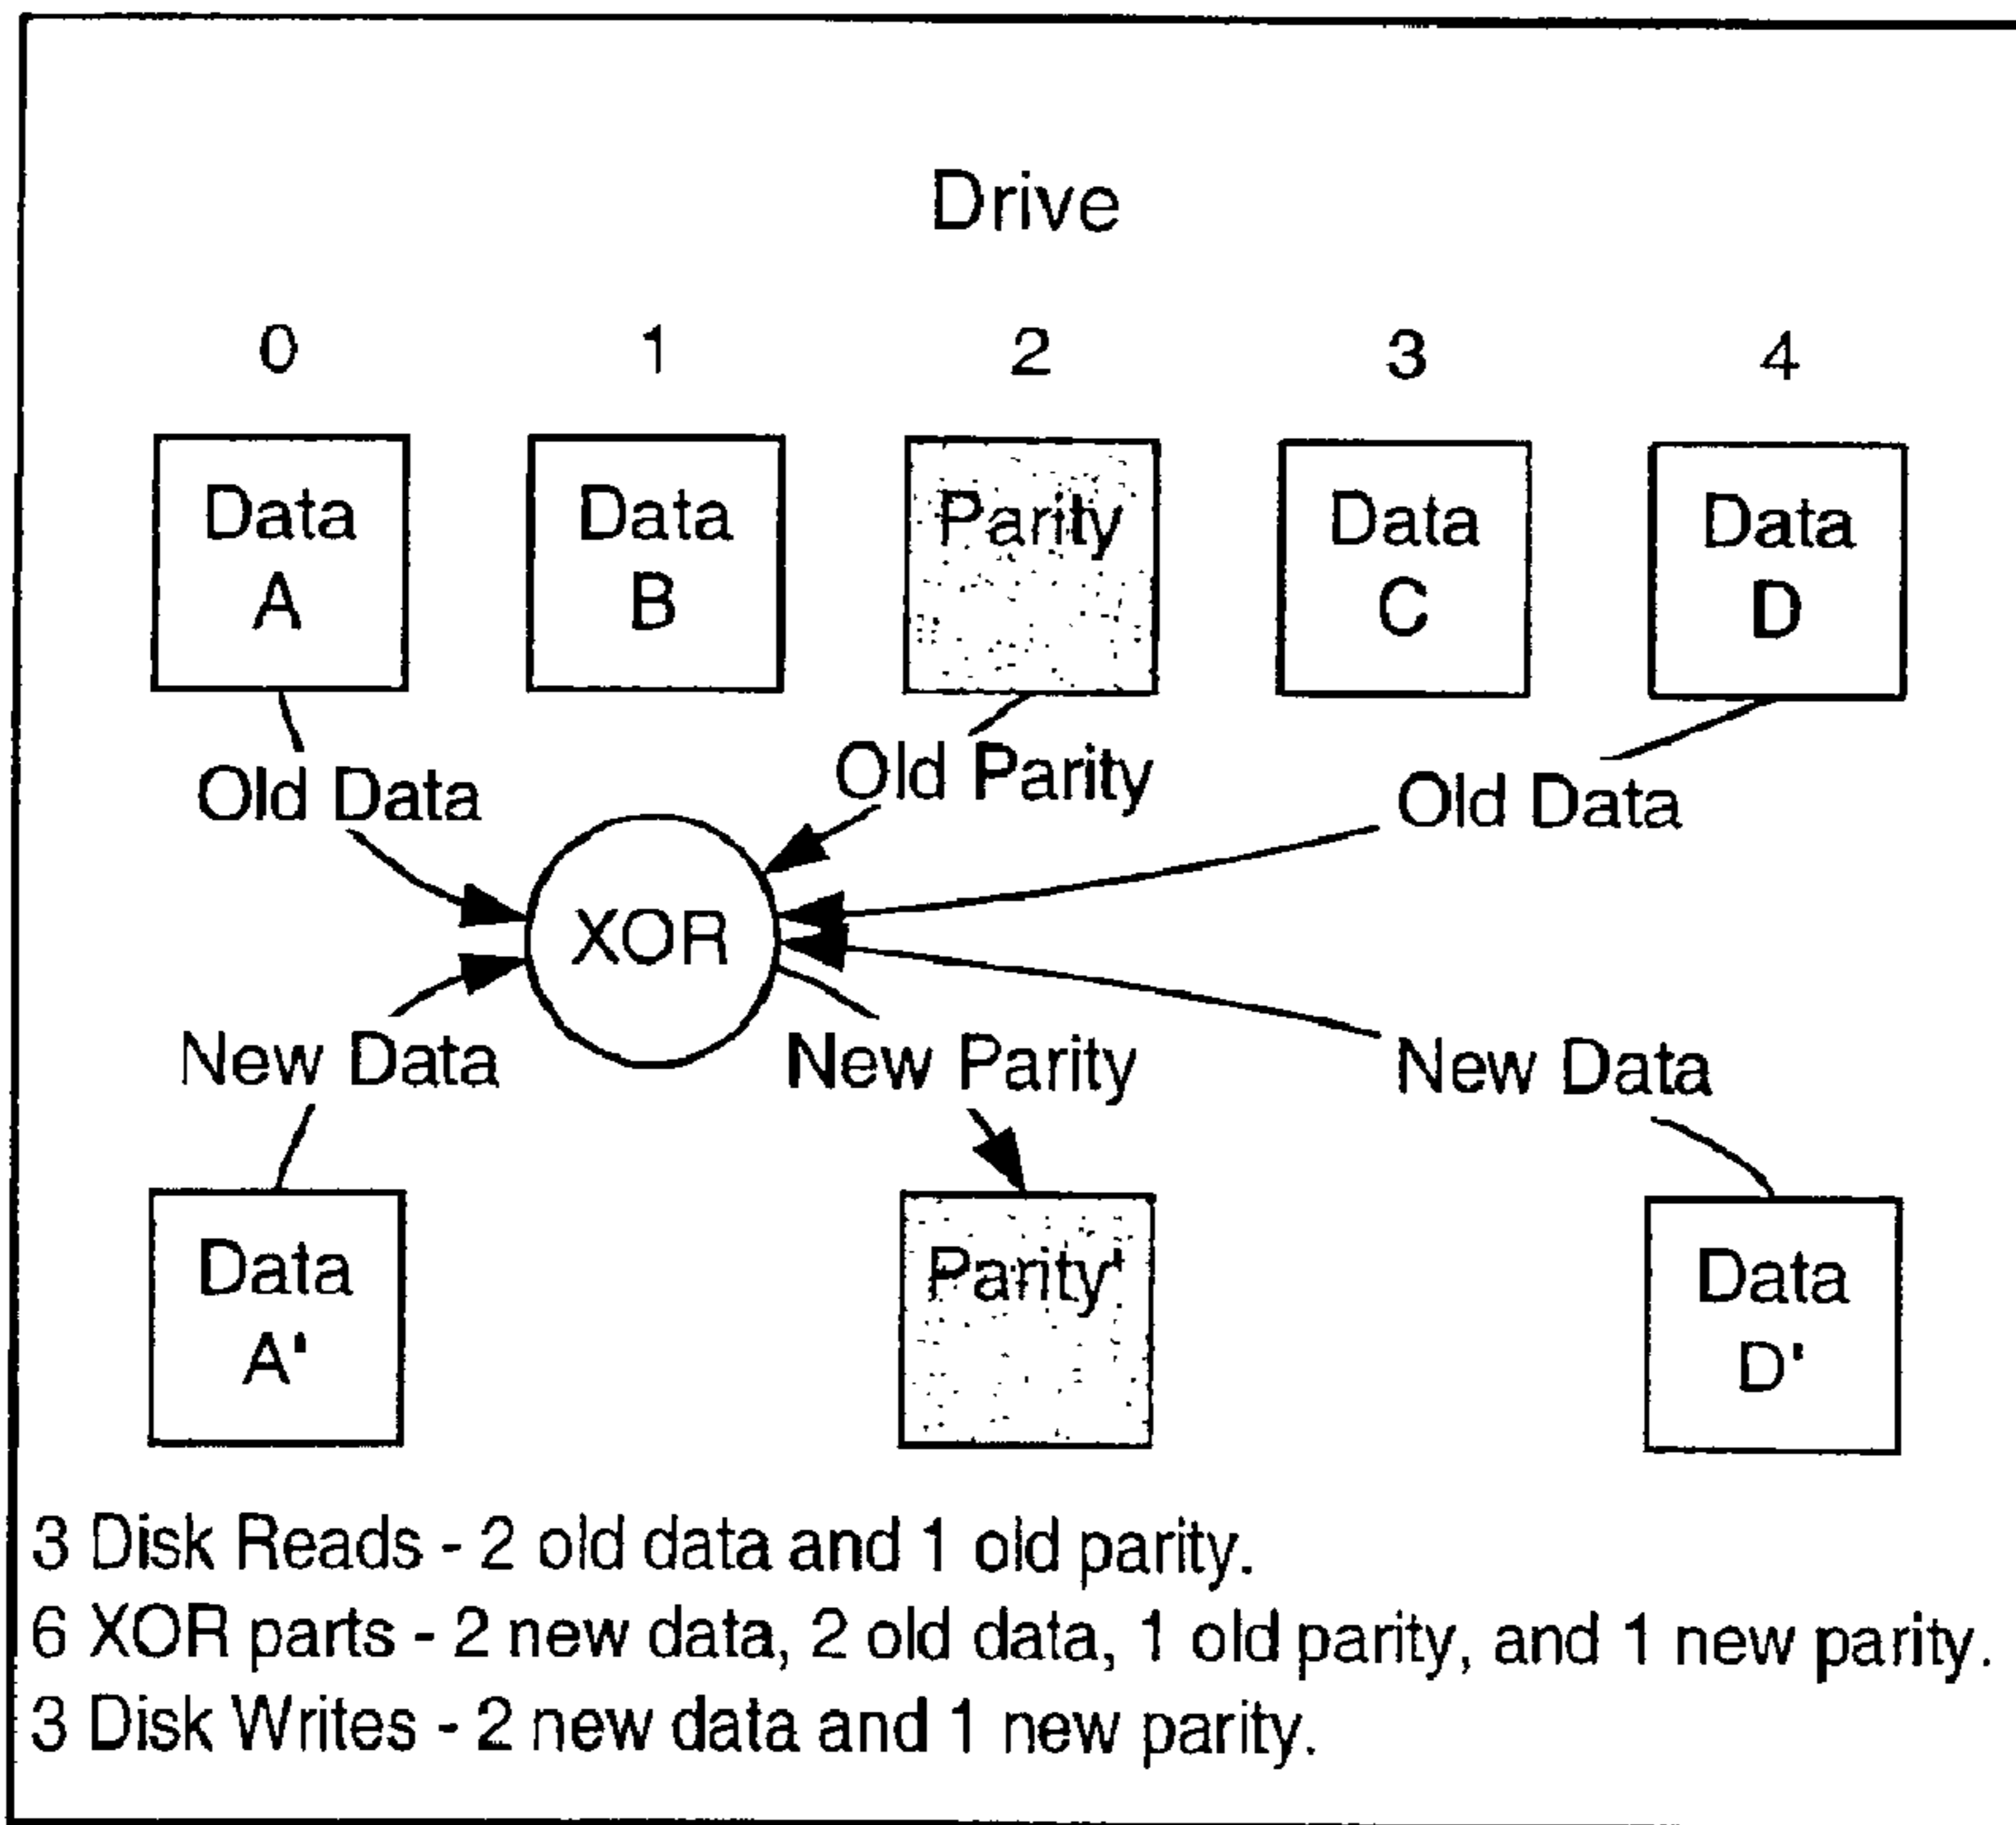 Drive
0 1 2 3 4
Data Data Parity Data Data
A B C D
Old Data Old Parity Old Data
XOR
New Data New Parity New Data
Data Parity' Data
A' D'
3 Disk Reads - 2 old data and 1 old parity.
6 XOR parts - 2 new data, 2 old data, 1 old parity, and 1 new parity.
3 Disk Writes - 2 new data and 1 new parity.